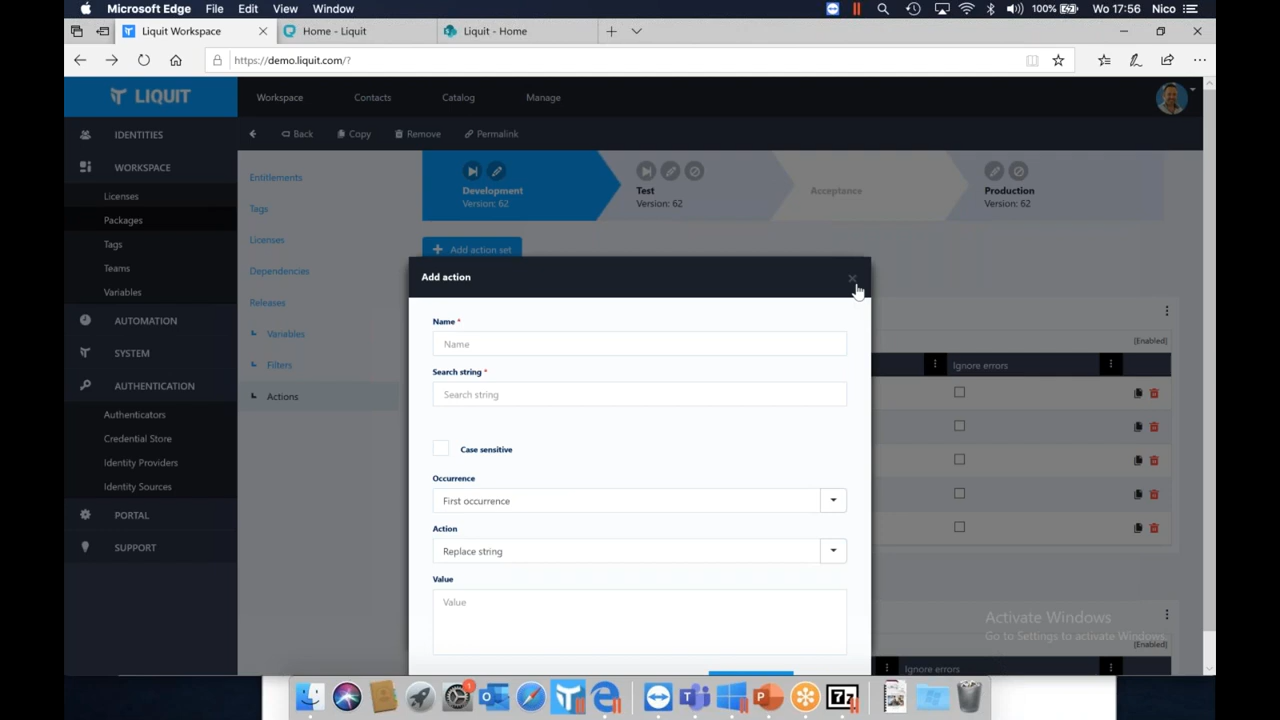 Microsoft Edge File Edit View Window 100% Wo 17:56 Nico
Liquit Workspace Home - Liquit Liquit - Home
https://demo.liquit.com/?
LIQUIT Workspace Contacts Catalog Manage
Back Copy Remove Permalink
IDENTITIES
WORKSPACE
Licenses
Packages
Tags
Teams
Variables
AUTOMATION
SYSTEM
AUTHENTICATION
Authenticators
Credential Store
Identity Providers
Identity Sources
PORTAL
SUPPORT
Entitlements
Tags
Licenses
Dependencies
Releases
Variables
Filters
Actions
Development
Version: 62
Test
Version: 62
Acceptance
Production
Version: 62
Add action set
[Enabled]
Ignore errors
Add action
Name *
Name
Search string *
Search string
Case sensitive
Occurrence
First occurrence
Action
Replace string
Value
Value
Activate Windows
Go to Settings to activate Windows.
[Enabled]
Ignore errors
1